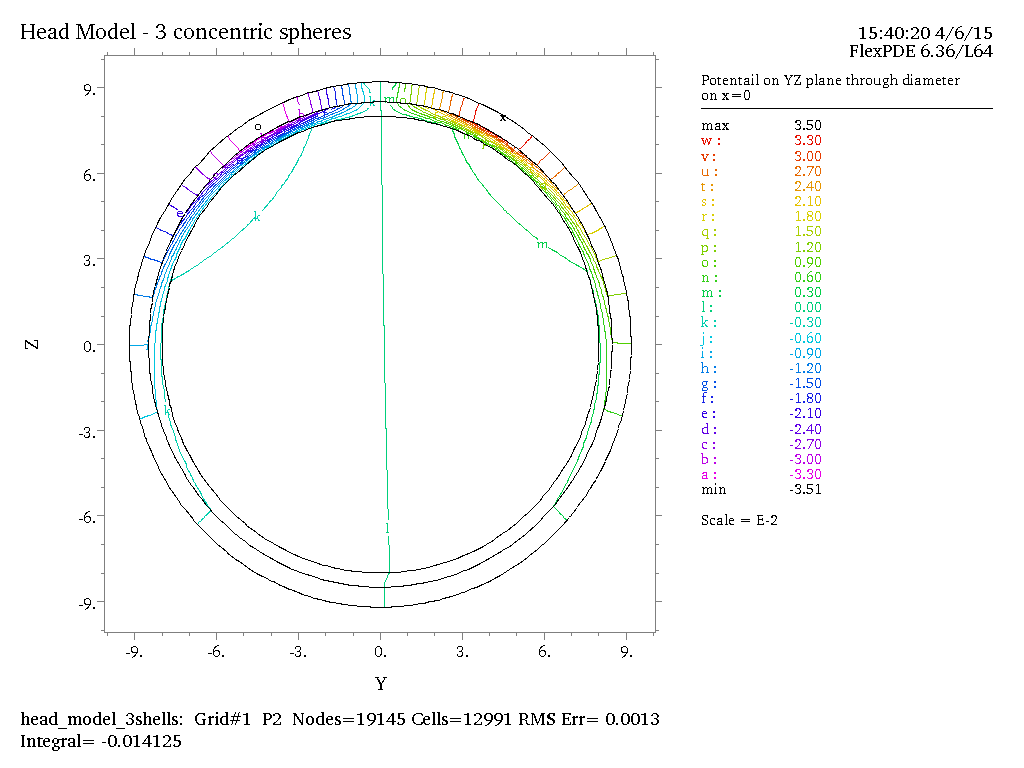 Head Model - 3 concentric spheres
15:40:20 4/6/15
FlexPDE 6.36/L64
Potentail on YZ plane through diameter
on x=0
max 3.50
w : 3.30
v : 3.00
u : 2.70
t : 2.40
s : 2.10
r : 1.80
q : 1.50
p : 1.20
o : 0.90
n : 0.60
m : 0.30
l : 0.00
k : -0.30
j : -0.60
i : -0.90
h : -1.20
g : -1.50
f : -1.80
e : -2.10
d : -2.40
c : -2.70
b : -3.00
a : -3.30
min -3.51
Scale = E-2
9.
6.
3.
0.
-3.
-6.
-9.
Z
o
x
e
k
m
l
-9. -6. -3. 0. 3. 6. 9.
Y
head_model_3shells: Grid#1 P2 Nodes=19145 Cells=12991 RMS Err= 0.0013
Integral= -0.014125